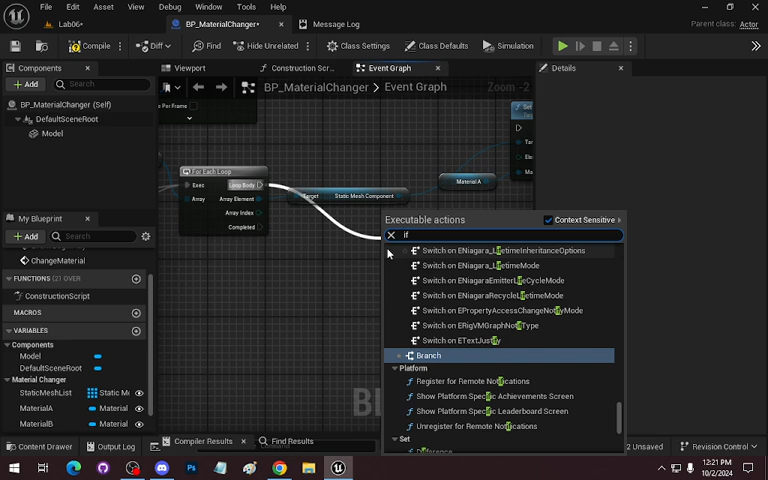 File Edit Asset View Debug Window Tools Help
Lab06• BP_MaterialChanger• Message Log Parent class: Actor
Compile Diff Find Hide Unrelated Class Settings Class Defaults Simulation
Components Viewport Construction Scr... Event Graph Details
+ Add Search BP_MaterialChanger > Event Graph Zoom -2
BP_MaterialChanger (Self) Per Frame
DefaultSceneRoot Set
Model
For Each Loop Material A
Exec Loop Body Target Static Mesh Component
Array Array Element
Array Index
Completed
My Blueprint Executable actions Context Sensitive
+ Add Search if
ChangeMaterial Switch on ENiagara_LifetimeInheritanceOptions
Switch on ENiagara_LifetimeMode
FUNCTIONS (21 OVER Switch on ENiagaraEmitterLifeCycleMode
ConstructionScript Switch on ENiagaraRecycleLifetimeMode
MACROS Switch on EPropertyAccessChangeNotifyMode
VARIABLES Switch on ERigVMGraphNotifType
Components Switch on ETextJustify
Model Branch
DefaultSceneRoot Platform
Material Changer Register for Remote Notifications
StaticMeshList Static M Show Platform Specific Achievements Screen
MaterialA Material Show Platform Specific Leaderboard Screen
MaterialB Material Unregister for Remote Notifications
Set
Difference
Content Drawer Output Log Compiler Results Find Results 2 Unsaved Revision Control
12:21 PM
10/2/2024